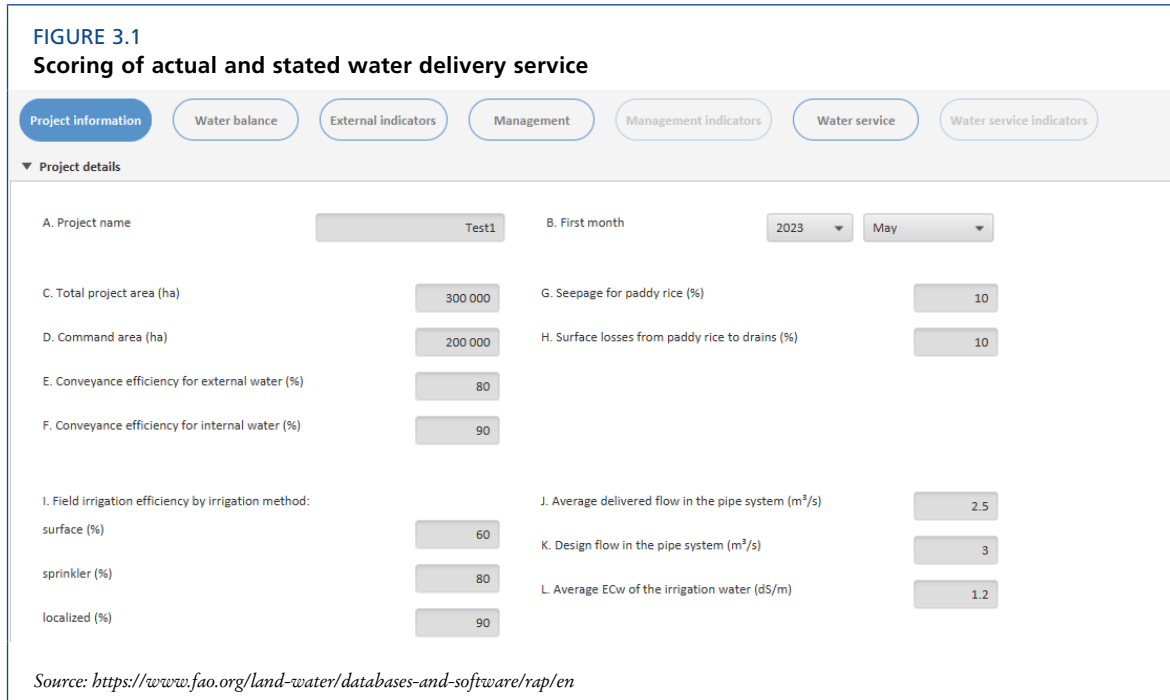 FIGURE 3.1
Scoring of actual and stated water delivery service
Project information Water balance External indicators Management Management indicators Water service Water service indicators
Project details
A. Project name Test1 B. First month 2023 May
C. Total project area (ha) 300 000 G. Seepage for paddy rice (%) 10
D. Command area (ha) 200 000 H. Surface losses from paddy rice to drains (%) 10
E. Conveyance efficiency for external water (%) 80
F. Conveyance efficiency for internal water (%) 90
I. Field irrigation efficiency by irrigation method: J. Average delivered flow in the pipe system (m³/s) 2.5
surface (%) 60
K. Design flow in the pipe system (m³/s) 3
sprinkler (%) 80
L. Average ECw of the irrigation water (dS/m) 1.2
localized (%) 90
Source: https://www.fao.org/land-water/databases-and-software/rap/en